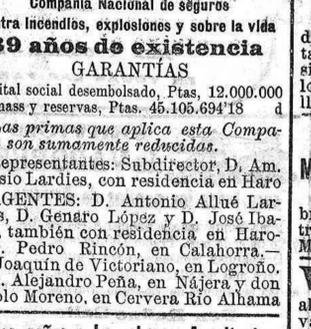 Compañía Nacional de seguros
tra Incendios, explosiones y sobre la vida
39 años de existencia
GARANTÍAS
ital social desembolsado, Ptas, 12.000.000
mass y reservas, Ptas. 45.105.694'18 d
as primas que aplica esta Compa-
son sumamente reducidas.
epresentantes: Subdirector, D. Am.
sio Lardies, con residencia en Haro
GENTES: D. Antonio Allué Lar-
s, D. Genaro López y D. José Iba-
, también con residencia en Haro-
. Pedro Rincón, en Calahorra.—
Joaquín de Victoriano, en Logroño.
. Alejandro Peña, en Nájera y don
olo Moreno, en Cervera Río Alhama